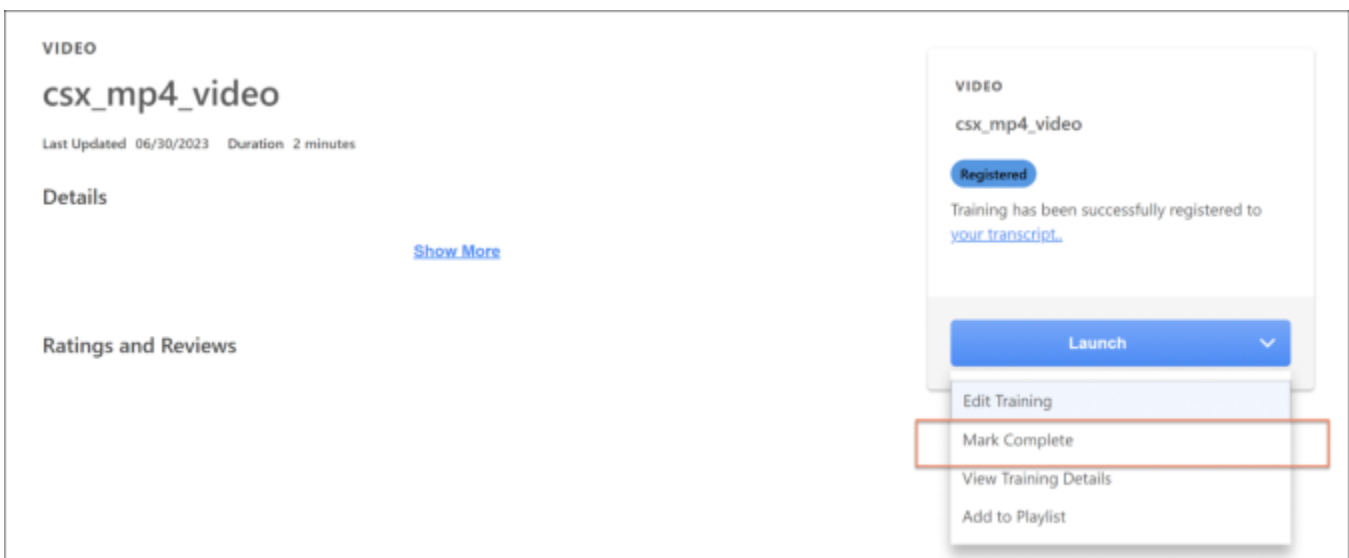 VIDEO
csx_mp4_video
Last Updated 06/30/2023 Duration 2 minutes
Details
Show More
Ratings and Reviews
VIDEO
csx_mp4_video
Registered
Training has been successfully registered to
your transcript..
Launch
Edit Training
Mark Complete
View Training Details
Add to Playlist